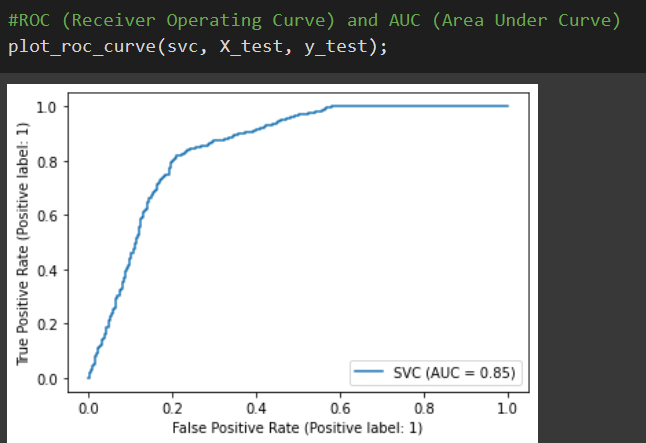 #ROC (Receiver Operating Curve) and AUC (Area Under Curve)
plot_roc_curve(svc, X_test, y_test);
True Positive Rate (Positive label: 1)
1.0
0.8
0.6
0.4
0.2
0.0
SVC (AUC = 0.85)
0.0 0.2 0.4 0.6 0.8 1.0
False Positive Rate (Positive label: 1)